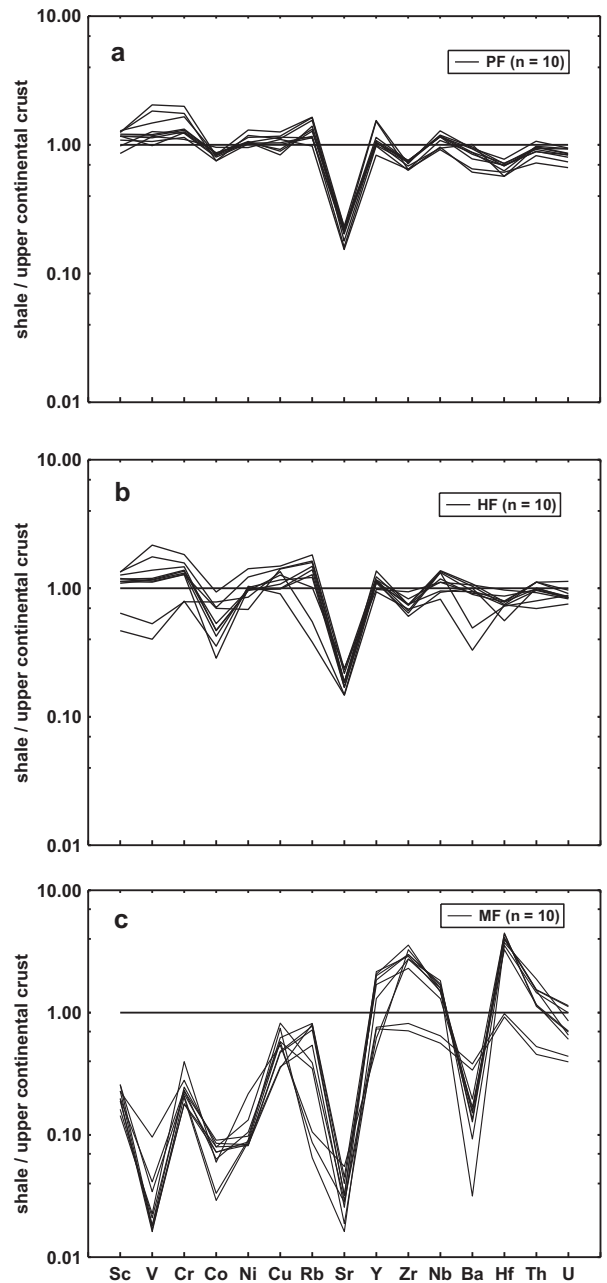 10.00
a
PF (n = 10)
1.00
0.10
0.01
shale / upper continental crust
10.00
b
HF (n = 10)
1.00
0.10
0.01
shale / upper continental crust
10.00
c
MF (n = 10)
1.00
0.10
0.01
shale / upper continental crust
Sc V Cr Co Ni Cu Rb Sr Y Zr Nb Ba Hf Th U